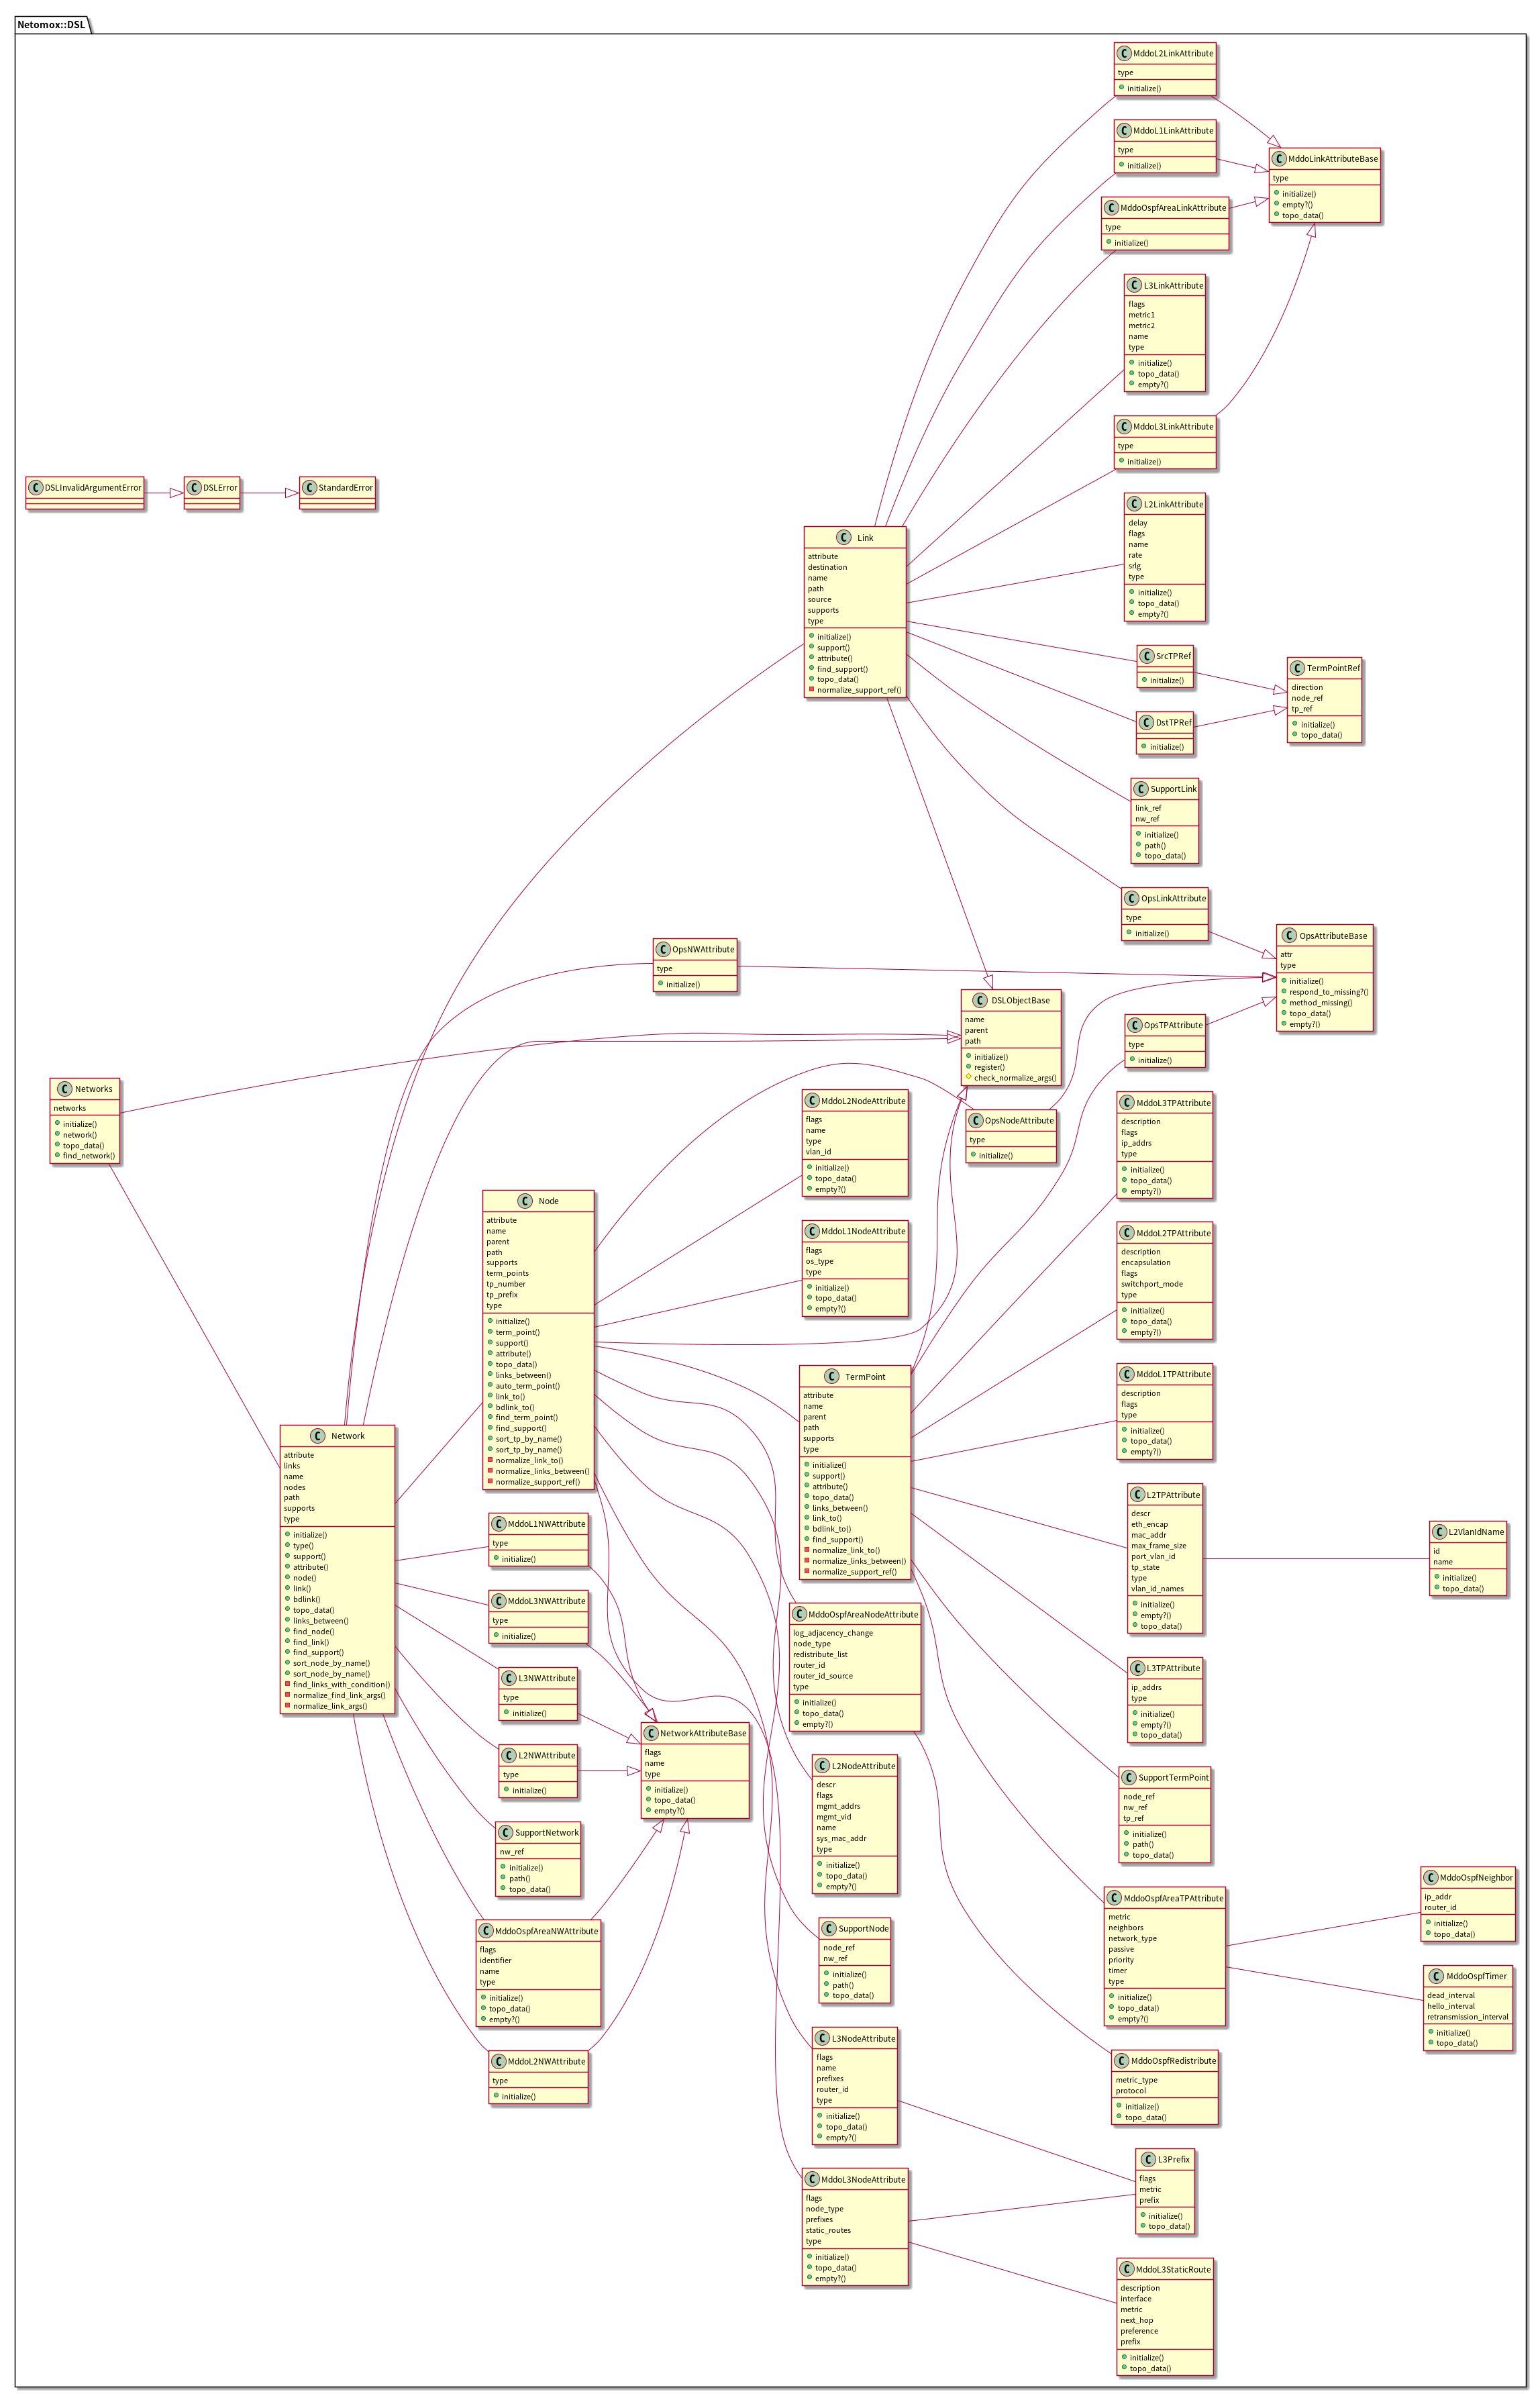 Netomox::DSL
C MddoL2LinkAttribute
type
initialize()
C MddoL1LinkAttribute
type
initialize()
C MddoLinkAttributeBase
type
initialize()
empty?()
topo_data()
C MddoOspfAreaLinkAttribute
type
initialize()
C L3LinkAttribute
flags
metric1
metric2
name
type
initialize()
topo_data()
empty?()
C MddoL3LinkAttribute
type
initialize()
C DSLInvalidArgumentError
C DSLError
C StandardError
C L2LinkAttribute
delay
flags
name
rate
srlg
type
initialize()
topo_data()
empty?()
C Link
attribute
destination
name
path
source
supports
type
initialize()
support()
attribute()
find_support()
topo_data()
normalize_support_ref()
C SrcTPRef
initialize()
C TermPointRef
direction
node_ref
tp_ref
initialize()
topo_data()
C DstTPRef
initialize()
C SupportLink
link_ref
nw_ref
initialize()
path()
topo_data()
C OpsLinkAttribute
type
initialize()
C OpsAttributeBase
attr
type
initialize()
respond_to_missing?()
method_missing()
topo_data()
empty?()
C OpsNWAttribute
type
initialize()
C DSLObjectBase
name
parent
path
initialize()
register()
check_normalize_args()
C OpsTPAttribute
type
initialize()
C Networks
networks
initialize()
network()
topo_data()
find_network()
C MddoL2NodeAttribute
flags
name
type
vlan_id
initialize()
topo_data()
empty?()
C OpsNodeAttribute
type
initialize()
C MddoL3TPAttribute
description
flags
ip_addrs
type
initialize()
topo_data()
empty?()
C Node
attribute
name
parent
path
supports
term_points
tp_number
tp_prefix
type
initialize()
term_point()
support()
attribute()
topo_data()
links_between()
auto_term_point()
link_to()
bdlink_to()
find_term_point()
find_support()
sort_tp_by_name()
sort_tp_by_name()
normalize_link_to()
normalize_links_between()
normalize_support_ref()
C MddoL1NodeAttribute
flags
os_type
type
initialize()
topo_data()
empty?()
C MddoL2TPAttribute
description
encapsulation
flags
switchport_mode
type
initialize()
topo_data()
empty?()
C TermPoint
attribute
name
parent
path
supports
type
initialize()
support()
attribute()
topo_data()
links_between()
link_to()
bdlink_to()
find_support()
normalize_link_to()
normalize_links_between()
normalize_support_ref()
C MddoL1TPAttribute
description
flags
type
initialize()
topo_data()
empty?()
C Network
attribute
links
name
nodes
path
supports
type
initialize()
type()
support()
attribute()
node()
link()
bdlink()
topo_data()
links_between()
find_node()
find_link()
find_support()
sort_node_by_name()
sort_node_by_name()
find_links_with_condition()
normalize_find_link_args()
normalize_link_args()
C L2TPAttribute
descr
eth_encap
mac_addr
max_frame_size
port_vlan_id
tp_state
type
vlan_id_names
initialize()
empty?()
topo_data()
C L2VlanIdName
id
name
initialize()
topo_data()
C MddoL1NWAttribute
type
initialize()
C MddoL3NWAttribute
type
initialize()
C MddoOspfAreaNodeAttribute
log_adjacency_change
node_type
redistribute_list
router_id
router_id_source
type
initialize()
topo_data()
empty?()
C L3TPAttribute
ip_addrs
type
initialize()
empty?()
topo_data()
C L3NWAttribute
type
initialize()
C NetworkAttributeBase
flags
name
type
initialize()
topo_data()
empty?()
C L2NWAttribute
type
initialize()
C L2NodeAttribute
descr
flags
mgmt_addrs
mgmt_vid
name
sys_mac_addr
type
initialize()
topo_data()
empty?()
C SupportTermPoint
node_ref
nw_ref
tp_ref
initialize()
path()
topo_data()
C SupportNetwork
nw_ref
initialize()
path()
topo_data()
C MddoOspfAreaTPAttribute
metric
neighbors
network_type
passive
priority
timer
type
initialize()
topo_data()
empty?()
C MddoOspfNeighbor
ip_addr
router_id
initialize()
topo_data()
C MddoOspfAreaNWAttribute
flags
identifier
name
type
initialize()
topo_data()
empty?()
C SupportNode
node_ref
nw_ref
initialize()
path()
topo_data()
C MddoOspfTimer
dead_interval
hello_interval
retransmission_interval
initialize()
topo_data()
C MddoL2NWAttribute
type
initialize()
C L3NodeAttribute
flags
name
prefixes
router_id
type
initialize()
topo_data()
empty?()
C MddoOspfRedistribute
metric_type
protocol
initialize()
topo_data()
C L3Prefix
flags
metric
prefix
initialize()
topo_data()
C MddoL3NodeAttribute
flags
node_type
prefixes
static_routes
type
initialize()
topo_data()
empty?()
C MddoL3StaticRoute
description
interface
metric
next_hop
preference
prefix
initialize()
topo_data()